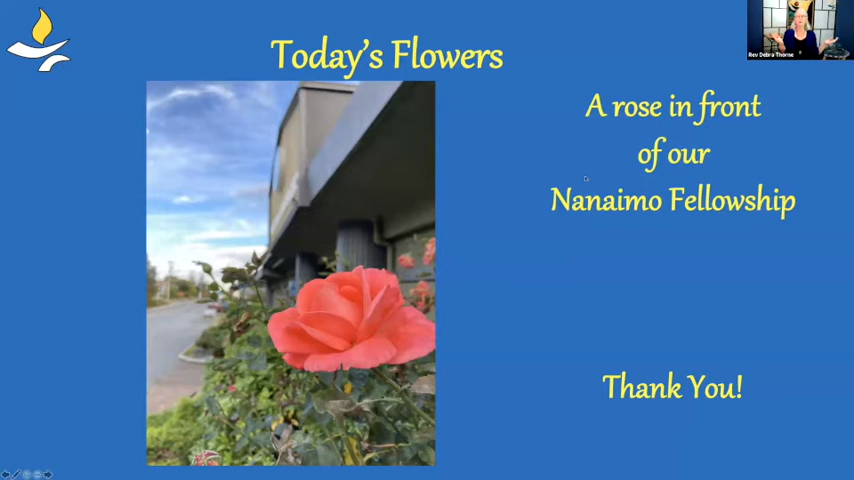 Today's Flowers
Rev Debra Thorne
A rose in front
of our
Nanaimo Fellowship
Thank You!